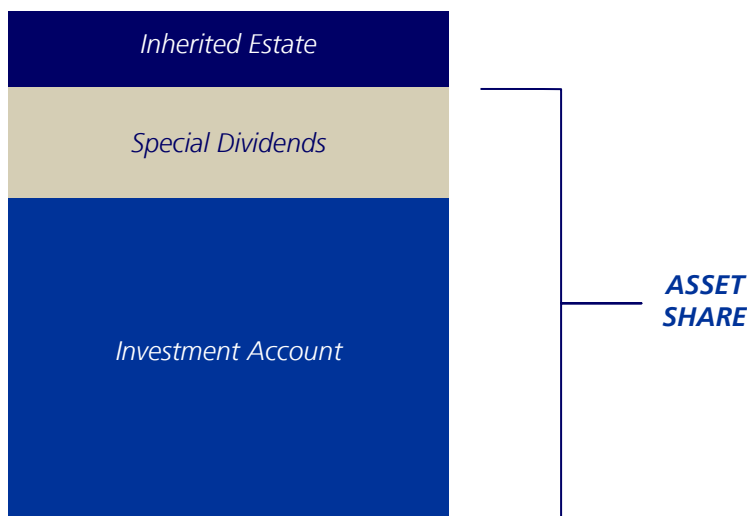 Inherited Estate
Special Dividends
Investment Account
ASSET
SHARE